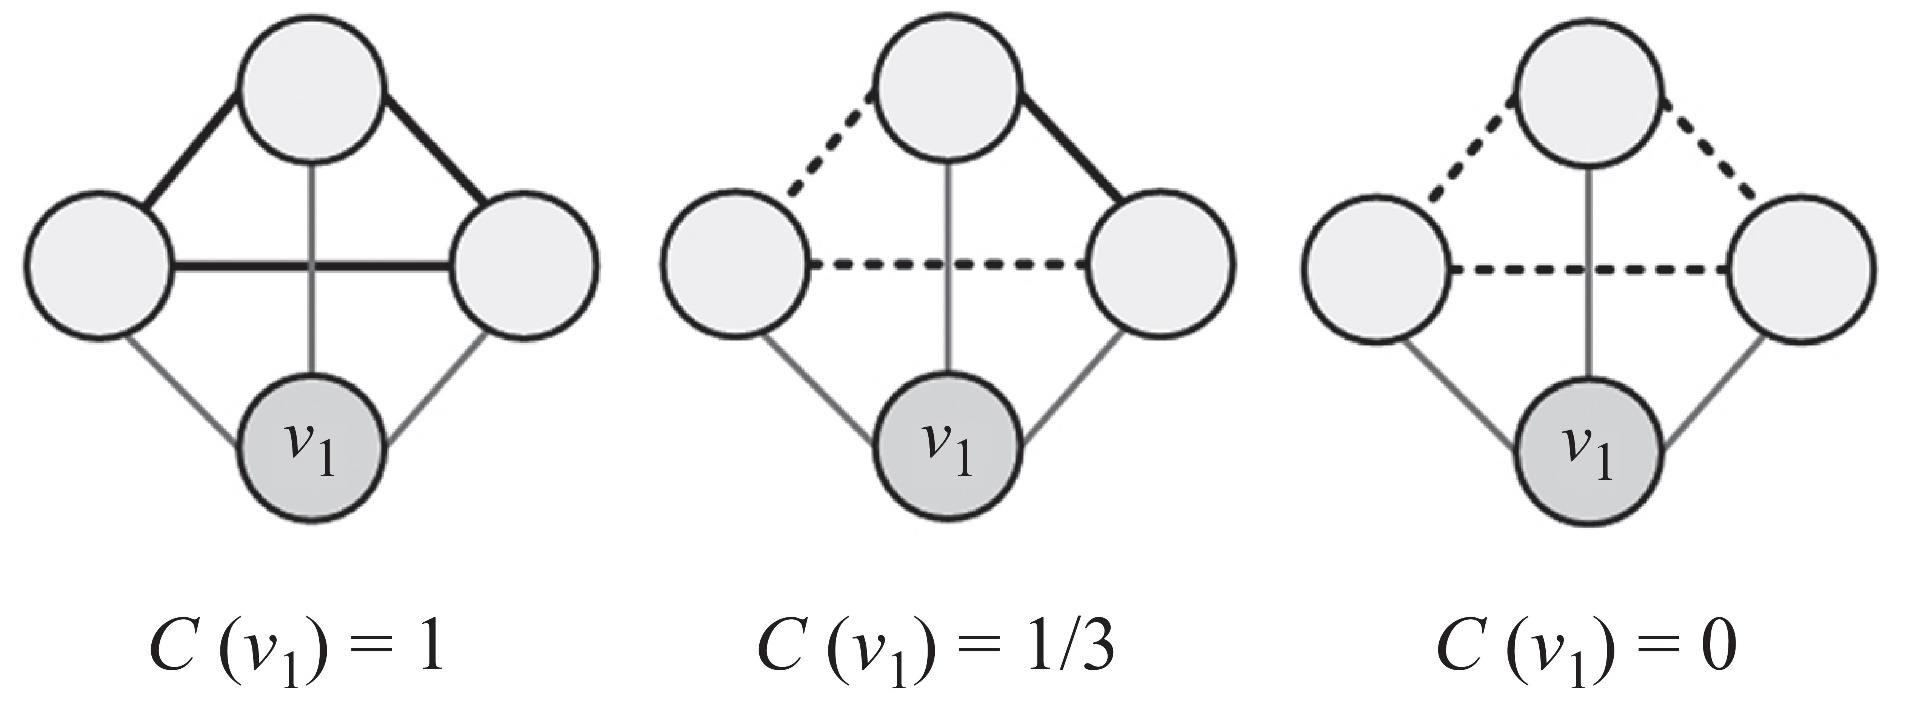 v₁ v₁ v₁
C (v₁) = 1 C (v₁) = 1/3 C (v₁) = 0